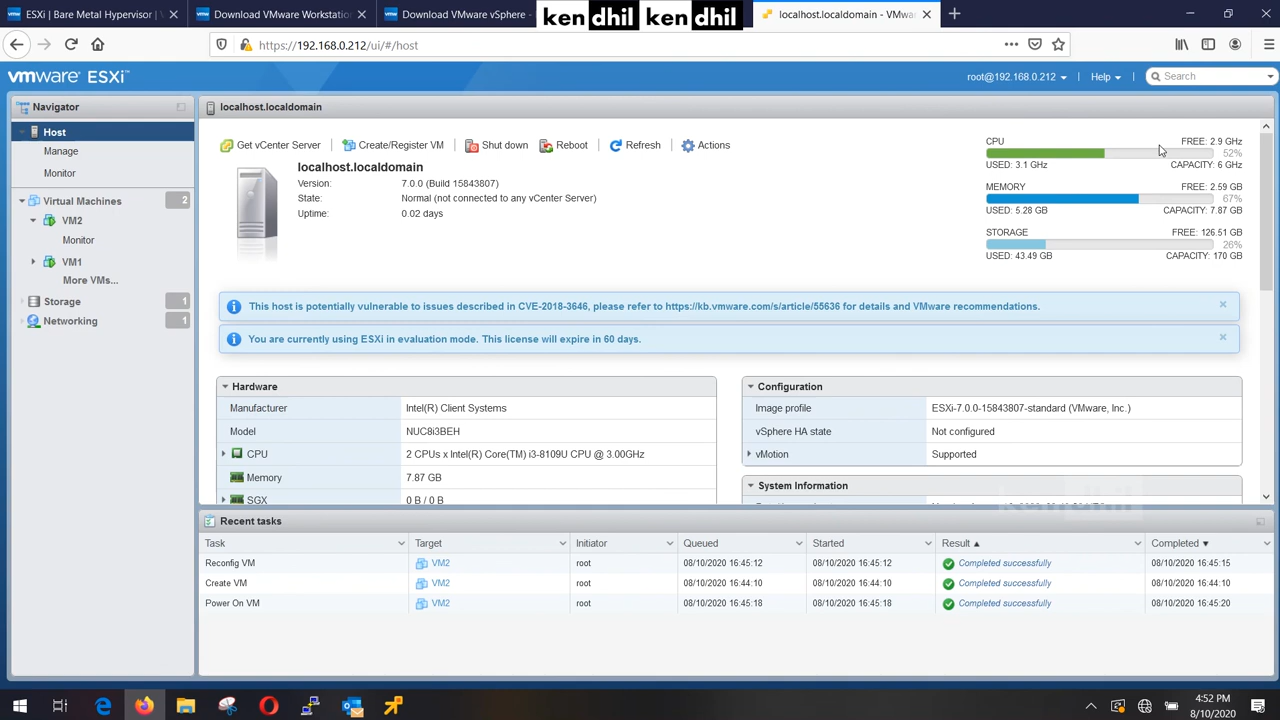 ESXi | Bare Metal Hypervisor | V
Download VMware Workstation
Download VMware vSphere -
ken dhil ken dhil
localhost.localdomain - VMwa
https://192.168.0.212/ui/#/host
vmware ESXi
root@192.168.0.212
Help
Search
Navigator
Host
Manage
Monitor
Virtual Machines 2
VM2
Monitor
VM1
More VMs...
Storage 1
Networking 1
localhost.localdomain
Get vCenter Server
Create/Register VM
Shut down
Reboot
Refresh
Actions
localhost.localdomain
Version: 7.0.0 (Build 15843807)
State: Normal (not connected to any vCenter Server)
Uptime: 0.02 days
CPU FREE: 2.9 GHz
52%
USED: 3.1 GHz CAPACITY: 6 GHz
MEMORY FREE: 2.59 GB
67%
USED: 5.28 GB CAPACITY: 7.87 GB
STORAGE FREE: 126.51 GB
26%
USED: 43.49 GB CAPACITY: 170 GB
This host is potentially vulnerable to issues described in CVE-2018-3646, please refer to https://kb.vmware.com/s/article/55636 for details and VMware recommendations.
You are currently using ESXi in evaluation mode. This license will expire in 60 days.
Hardware
Manufacturer Intel(R) Client Systems
Model NUC8i3BEH
CPU 2 CPUs x Intel(R) Core(TM) i3-8109U CPU @ 3.00GHz
Memory 7.87 GB
SGX 0 B / 0 B
Configuration
Image profile ESXi-7.0.0-15843807-standard (VMware, Inc.)
vSphere HA state Not configured
vMotion Supported
System Information
Recent tasks
Task Target Initiator Queued Started Result Completed
Reconfig VM VM2 root 08/10/2020 16:45:12 08/10/2020 16:45:12 Completed successfully 08/10/2020 16:45:15
Create VM VM2 root 08/10/2020 16:44:10 08/10/2020 16:44:10 Completed successfully 08/10/2020 16:44:10
Power On VM VM2 root 08/10/2020 16:45:18 08/10/2020 16:45:18 Completed successfully 08/10/2020 16:45:20
4:52 PM
8/10/2020